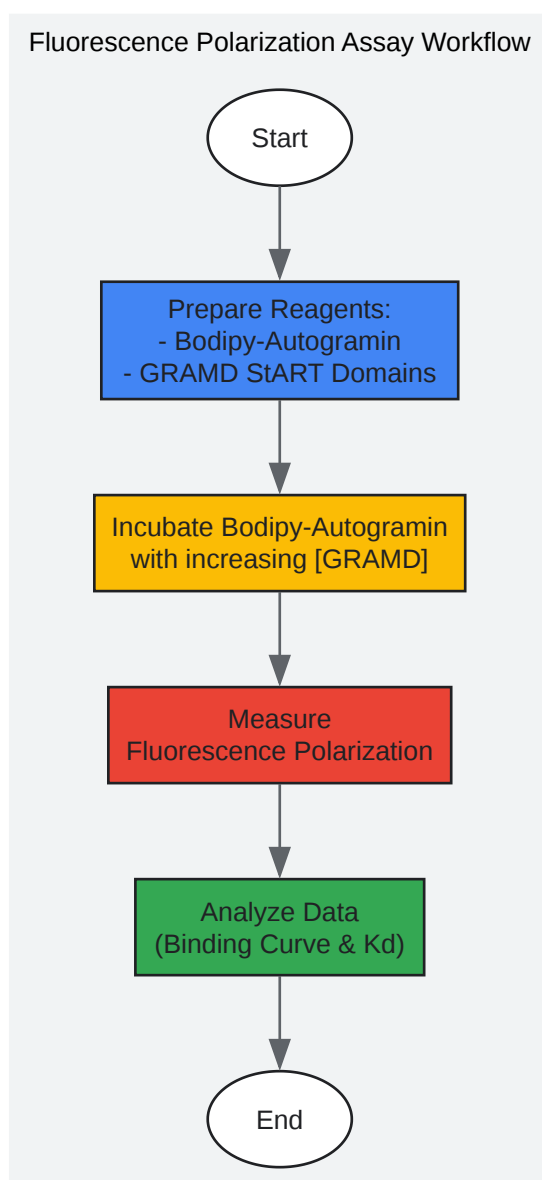 Fluorescence Polarization Assay Workflow
Start
Prepare Reagents:
- Bodipy-Autogramin
- GRAMD StART Domains
Incubate Bodipy-Autogramin
with increasing [GRAMD]
Measure
Fluorescence Polarization
Analyze Data
(Binding Curve & Kd)
End